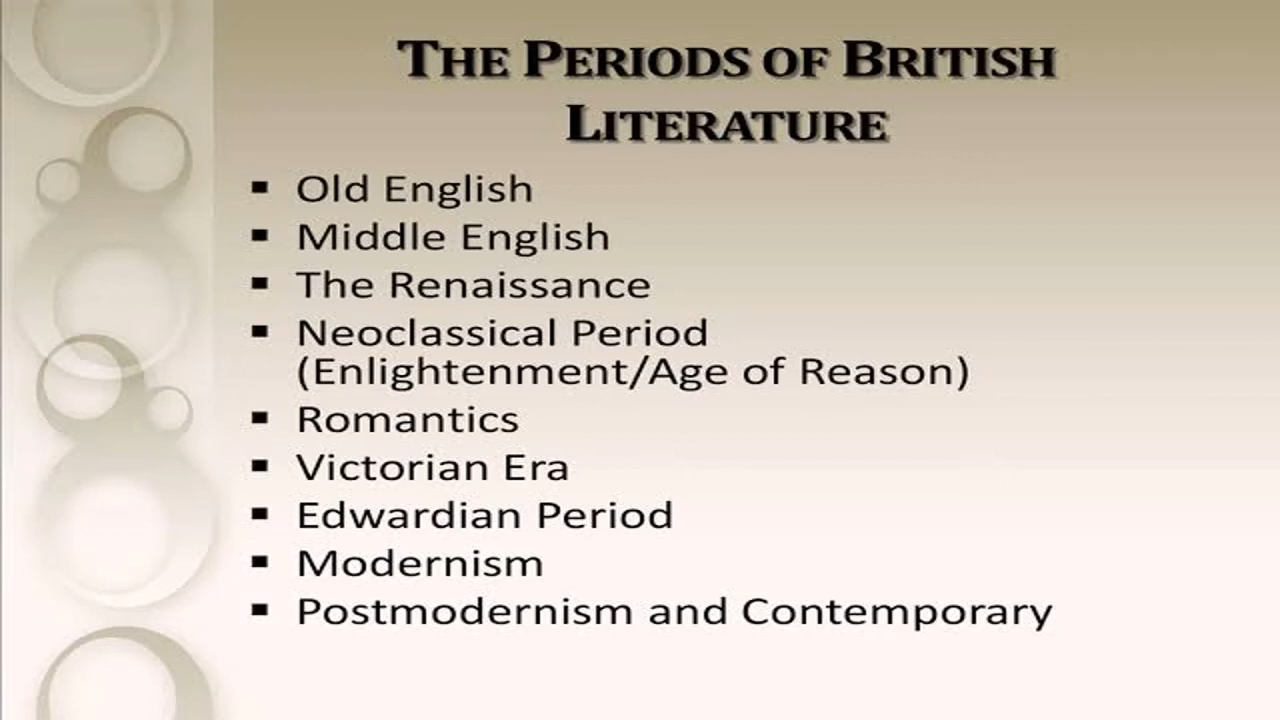 THE PERIODS OF BRITISH
LITERATURE
▪ Old English
▪ Middle English
▪ The Renaissance
▪ Neoclassical Period
(Enlightenment/Age of Reason)
▪ Romantics
▪ Victorian Era
▪ Edwardian Period
▪ Modernism
▪ Postmodernism and Contemporary